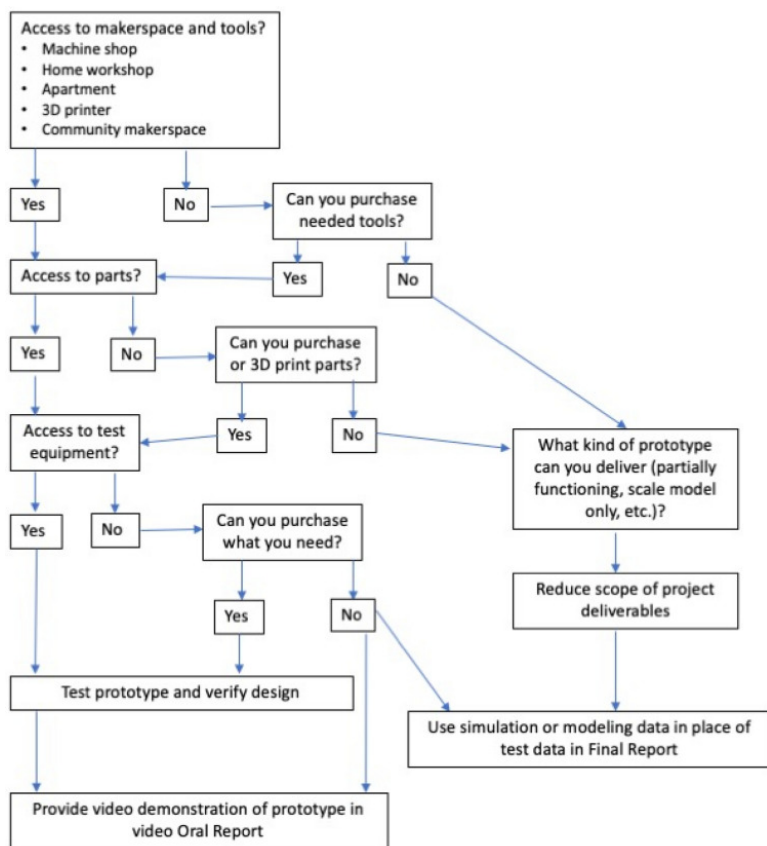 Access to makerspace and tools?
• Machine shop
• Home workshop
• Apartment
• 3D printer
• Community makerspace
Yes
No
Can you purchase
needed tools?
Access to parts?
Yes
No
Yes
No
Can you purchase
or 3D print parts?
Access to test
equipment?
Yes
No
What kind of prototype
can you deliver (partially
functioning, scale model
only, etc.)?
Yes
No
Can you purchase
what you need?
Reduce scope of project
deliverables
Yes
No
Test prototype and verify design
Use simulation or modeling data in place of
test data in Final Report
Provide video demonstration of prototype in
video Oral Report